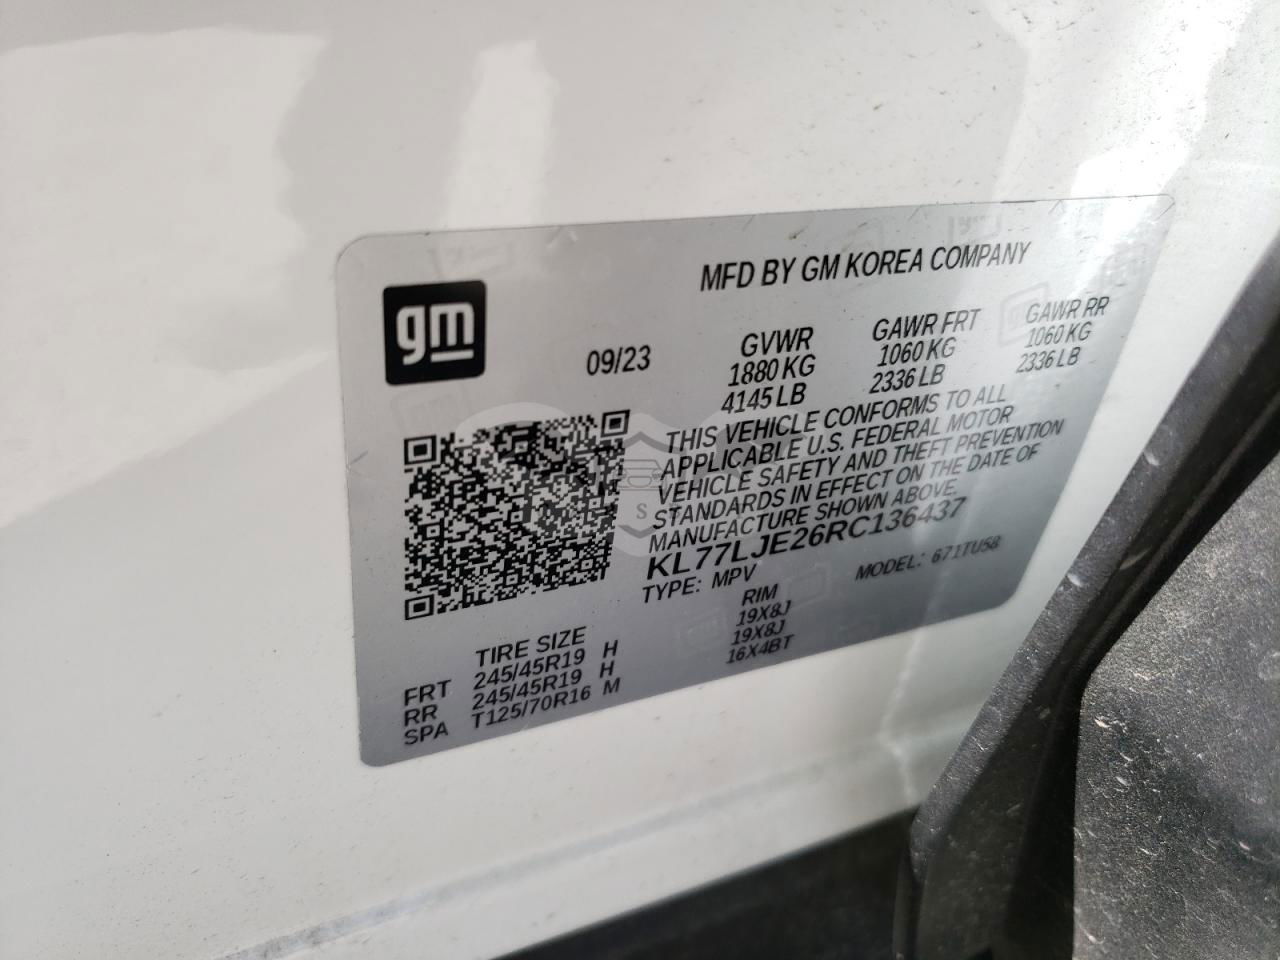 gm
MFD BY GM KOREA COMPANY
09/23
GVWR GAWR FRT GAWR RR
1880 KG 1060 KG 1060 KG
4145 LB 2336 LB 2336 LB
THIS VEHICLE CONFORMS TO ALL
APPLICABLE U.S. FEDERAL MOTOR
VEHICLE SAFETY AND THEFT PREVENTION
STANDARDS IN EFFECT ON THE DATE OF
MANUFACTURE SHOWN ABOVE.
KL77LJE26RC136437
TYPE: MPV MODEL: 671TU58
TIRE SIZE RIM
FRT 245/45R19 H 19X8J
RR 245/45R19 H 19X8J
SPA T125/70R16 M 16X4BT